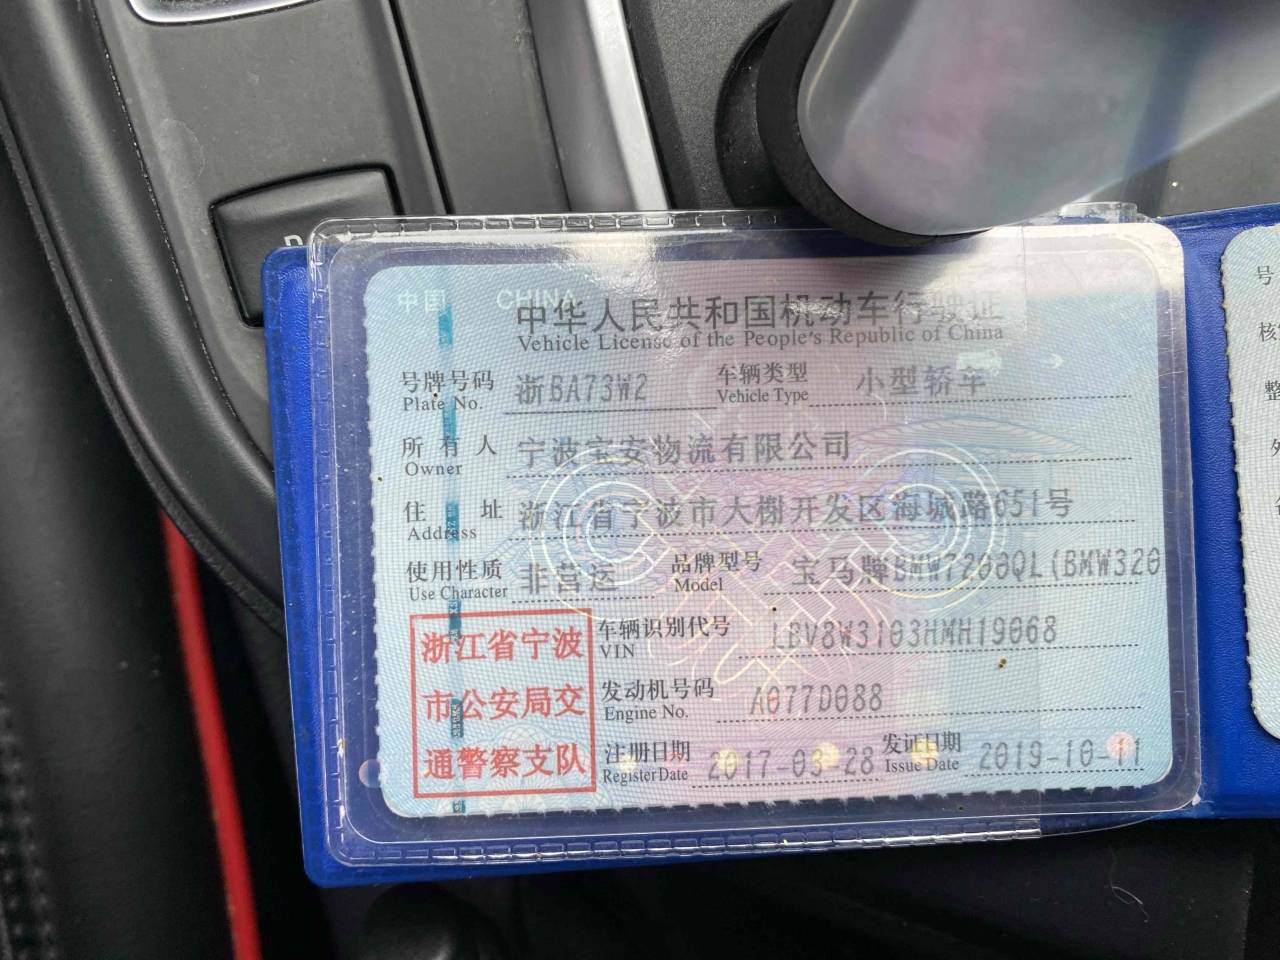 中国 CHINA
中华人民共和国机动车行驶证
Vehicle License of the People's Republic of China
号牌号码 浙BA73W2 车辆类型 小型轿车
Plate No. Vehicle Type
所有人 宁波宝安物流有限公司
Owner
住址 浙江省宁波市大榭开发区海城路651号
Address
使用性质 非营运 品牌型号 宝马牌BMW7200QL(BMW320
Use Character Model
浙江省宁波
市公安局交
通警察支队
车辆识别代号 LBV8W3103HMH19068
VIN
发动机号码 A077D088
Engine No.
注册日期 2017-03-28 发证日期 2019-10-11
Register Date Issue Date
号
核
整